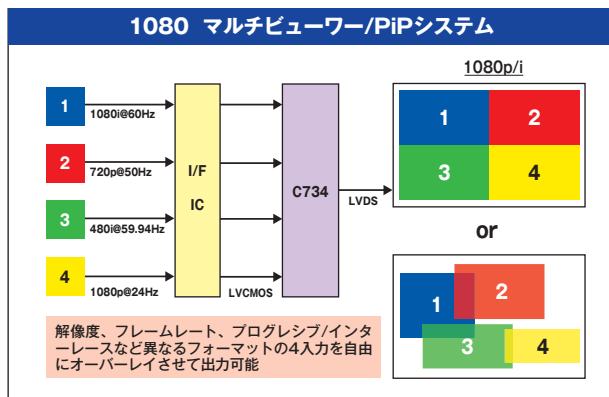 1080 マルチビューワー/PiPシステム
1080p/i
1
1080i@60Hz
2
720p@50Hz
3
480i@59.94Hz
4
1080p@24Hz
I/F
IC
LVCMOS
C734
LVDS
1
2
3
4
or
1
2
3
4
解像度、フレームレート、プログレシブ/インタ
ーレースなど異なるフォーマットの4入力を自由
にオーバーレイさせて出力可能